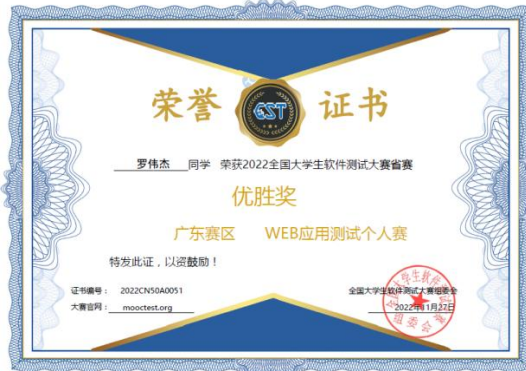 荣誉 CST 证书
罗伟杰 同学 荣获2022全国大学生软件测试大赛省赛
优胜奖
广东赛区 WEB应用测试个人赛
特发此证，以资鼓励！
证书编号： 2022CN50A0051
全国大学生软件测试大赛组委会
大赛官网： mooctest.org
2022年11月27日